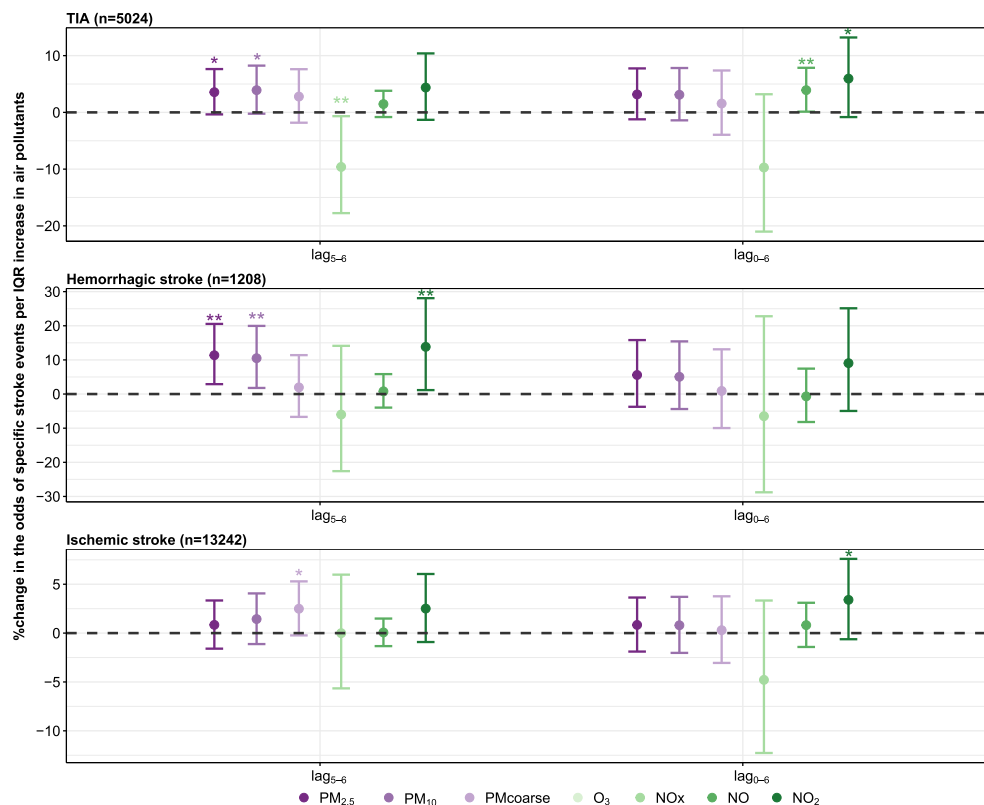 TIA (n=5024)
* * ** ** *
10
0
−10
−20
lag5–6 lag0–6
%change in the odds of specific stroke events per IQR increase in air pollutants
Hemorrhagic stroke (n=1208)
** ** **
30
20
10
0
−10
−20
−30
lag5–6 lag0–6
Ischemic stroke (n=13242)
* *
5
0
−5
−10
lag5–6 lag0–6
PM2.5 PM10 PMcoarse O3 NOx NO NO2